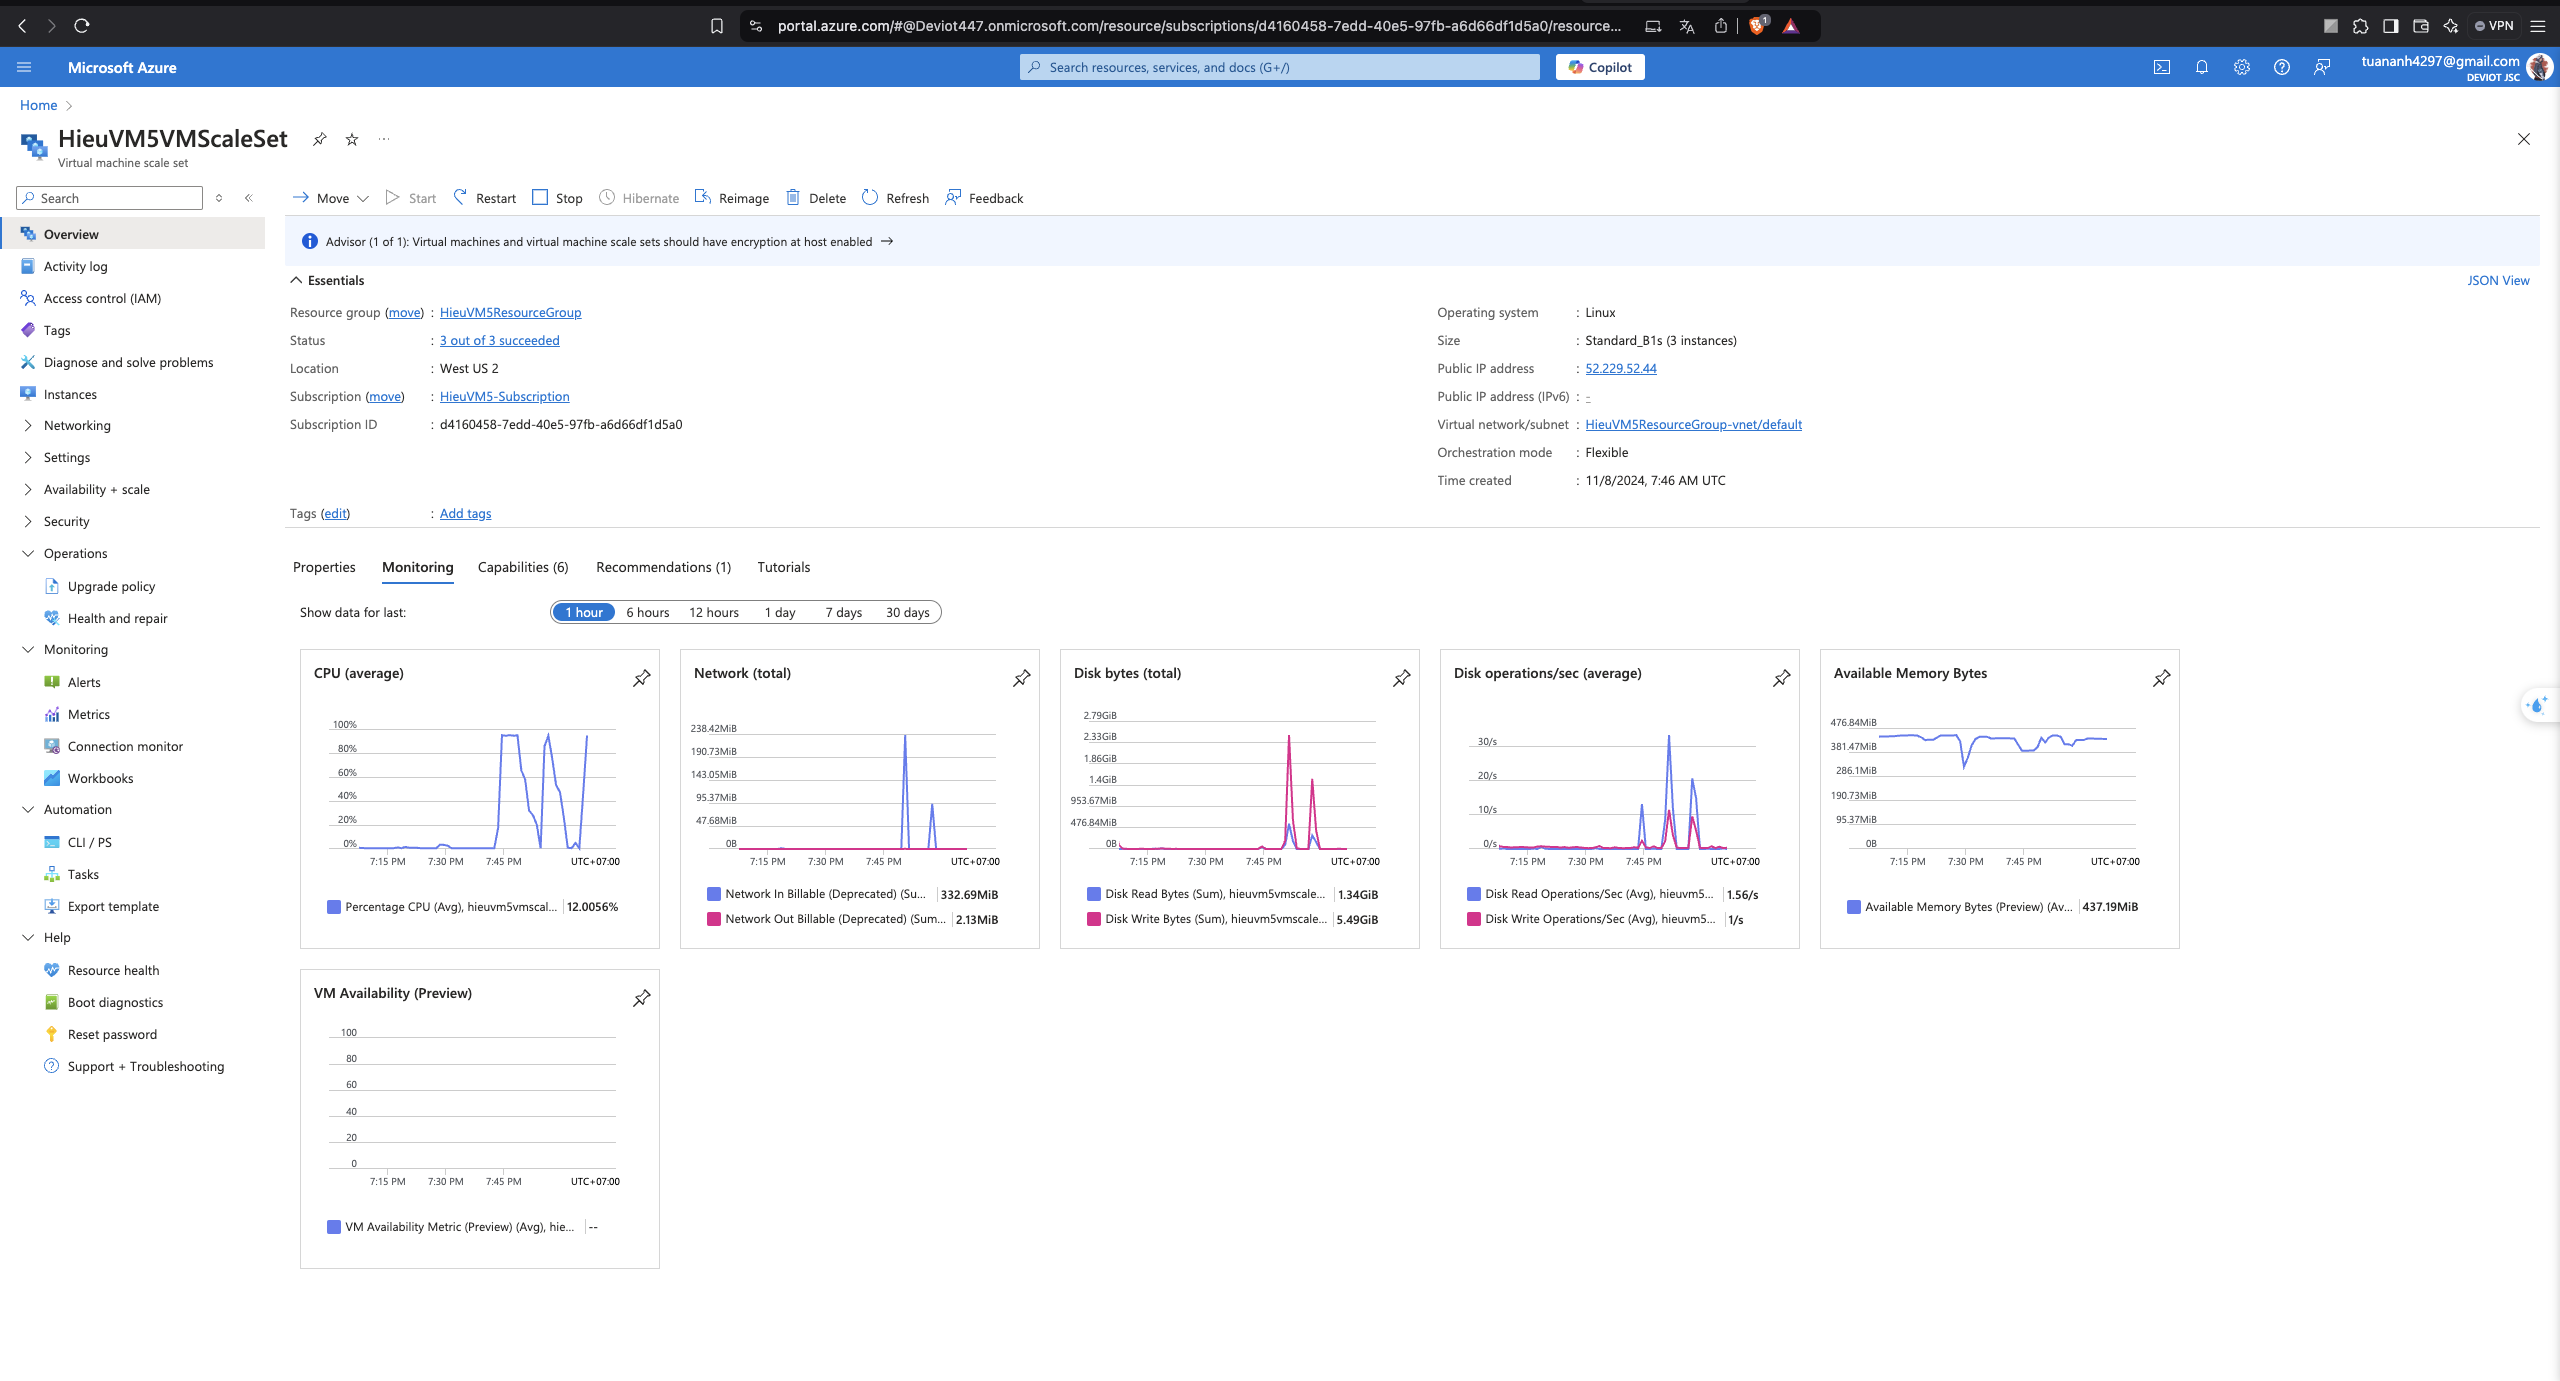 portal.azure.com/#@Deviot447.onmicrosoft.com/resource/subscriptions/d4160458-7edd-40e5-97fb-a6d66df1d5a0/resource...
1
VPN
Microsoft Azure
Search resources, services, and docs (G+/)
Copilot
tuananh4297@gmail.com
DEVIOT JSC
Home
HieuVM5VMScaleSet
Virtual machine scale set
Search
Overview
Activity log
Access control (IAM)
Tags
Diagnose and solve problems
Instances
Networking
Settings
Availability + scale
Security
Operations
Upgrade policy
Health and repair
Monitoring
Alerts
Metrics
Connection monitor
Workbooks
Automation
CLI / PS
Tasks
Export template
Help
Resource health
Boot diagnostics
Reset password
Support + Troubleshooting
Move Start Restart Stop Hibernate Reimage Delete Refresh Feedback
Advisor (1 of 1): Virtual machines and virtual machine scale sets should have encryption at host enabled →
Essentials
JSON View
Resource group (move) : HieuVM5ResourceGroup
Status : 3 out of 3 succeeded
Location : West US 2
Subscription (move) : HieuVM5-Subscription
Subscription ID : d4160458-7edd-40e5-97fb-a6d66df1d5a0
Operating system : Linux
Size : Standard_B1s (3 instances)
Public IP address : 52.229.52.44
Public IP address (IPv6) : -
Virtual network/subnet : HieuVM5ResourceGroup-vnet/default
Orchestration mode : Flexible
Time created : 11/8/2024, 7:46 AM UTC
Tags (edit) : Add tags
Properties Monitoring Capabilities (6) Recommendations (1) Tutorials
Show data for last: 1 hour 6 hours 12 hours 1 day 7 days 30 days
CPU (average)
100%
80%
60%
40%
20%
0%
7:15 PM 7:30 PM 7:45 PM UTC+07:00
Percentage CPU (Avg), hieuvm5vmscal... 12.0056%
Network (total)
238.42MiB
190.73MiB
143.05MiB
95.37MiB
47.68MiB
0B
7:15 PM 7:30 PM 7:45 PM UTC+07:00
Network In Billable (Deprecated) (Su... 332.69MiB
Network Out Billable (Deprecated) (Sum... 2.13MiB
Disk bytes (total)
2.79GiB
2.33GiB
1.86GiB
1.4GiB
953.67MiB
476.84MiB
0B
7:15 PM 7:30 PM 7:45 PM UTC+07:00
Disk Read Bytes (Sum), hieuvm5vmscale... 1.34GiB
Disk Write Bytes (Sum), hieuvm5vmscale... 5.49GiB
Disk operations/sec (average)
30/s
20/s
10/s
0/s
7:15 PM 7:30 PM 7:45 PM UTC+07:00
Disk Read Operations/Sec (Avg), hieuvm5... 1.56/s
Disk Write Operations/Sec (Avg), hieuvm5... 1/s
Available Memory Bytes
476.84MiB
381.47MiB
286.1MiB
190.73MiB
95.37MiB
0B
7:15 PM 7:30 PM 7:45 PM UTC+07:00
Available Memory Bytes (Preview) (Av... 437.19MiB
VM Availability (Preview)
100
80
60
40
20
0
7:15 PM 7:30 PM 7:45 PM UTC+07:00
VM Availability Metric (Preview) (Avg), hie... --